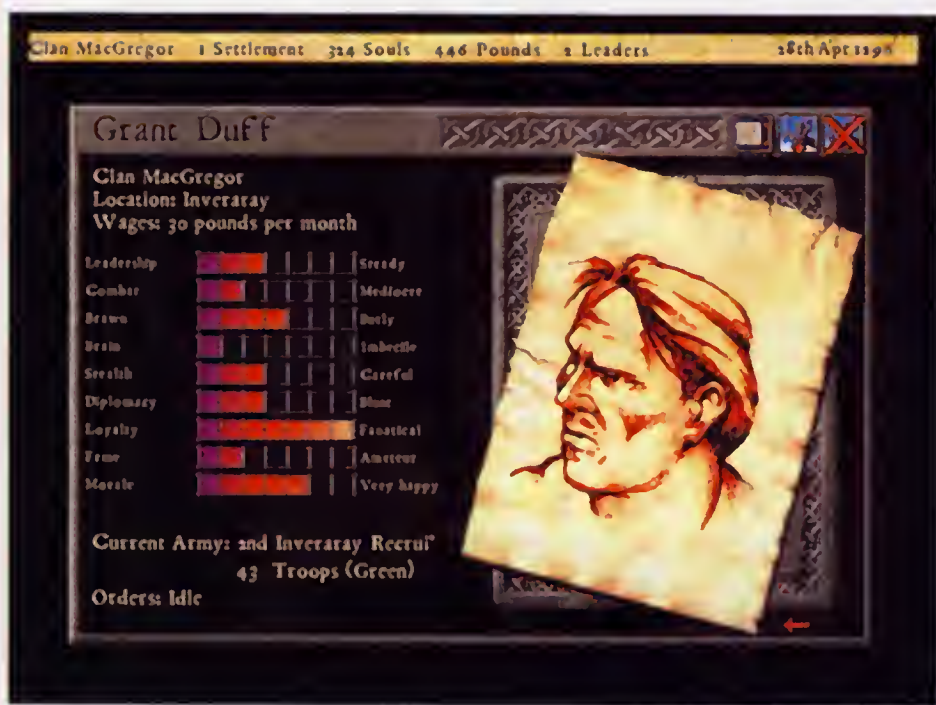 Clan MacGregor 1 Settlement 324 Souls 446 Pounds 2 Leaders 28th Apr
Grant Duff
Clan MacGregor
Location: Inveraray
Wages: 30 pounds per month
Leadership Steady
Combat Mediocre
Brawn Burly
Brain Imbecile
Stealth Careful
Diplomacy Blunt
Loyalty Fanatical
Fame Amateur
Morale Very happy
Current Army: 2nd Inveraray Recrui
43 Troops (Green)
Orders: Idle